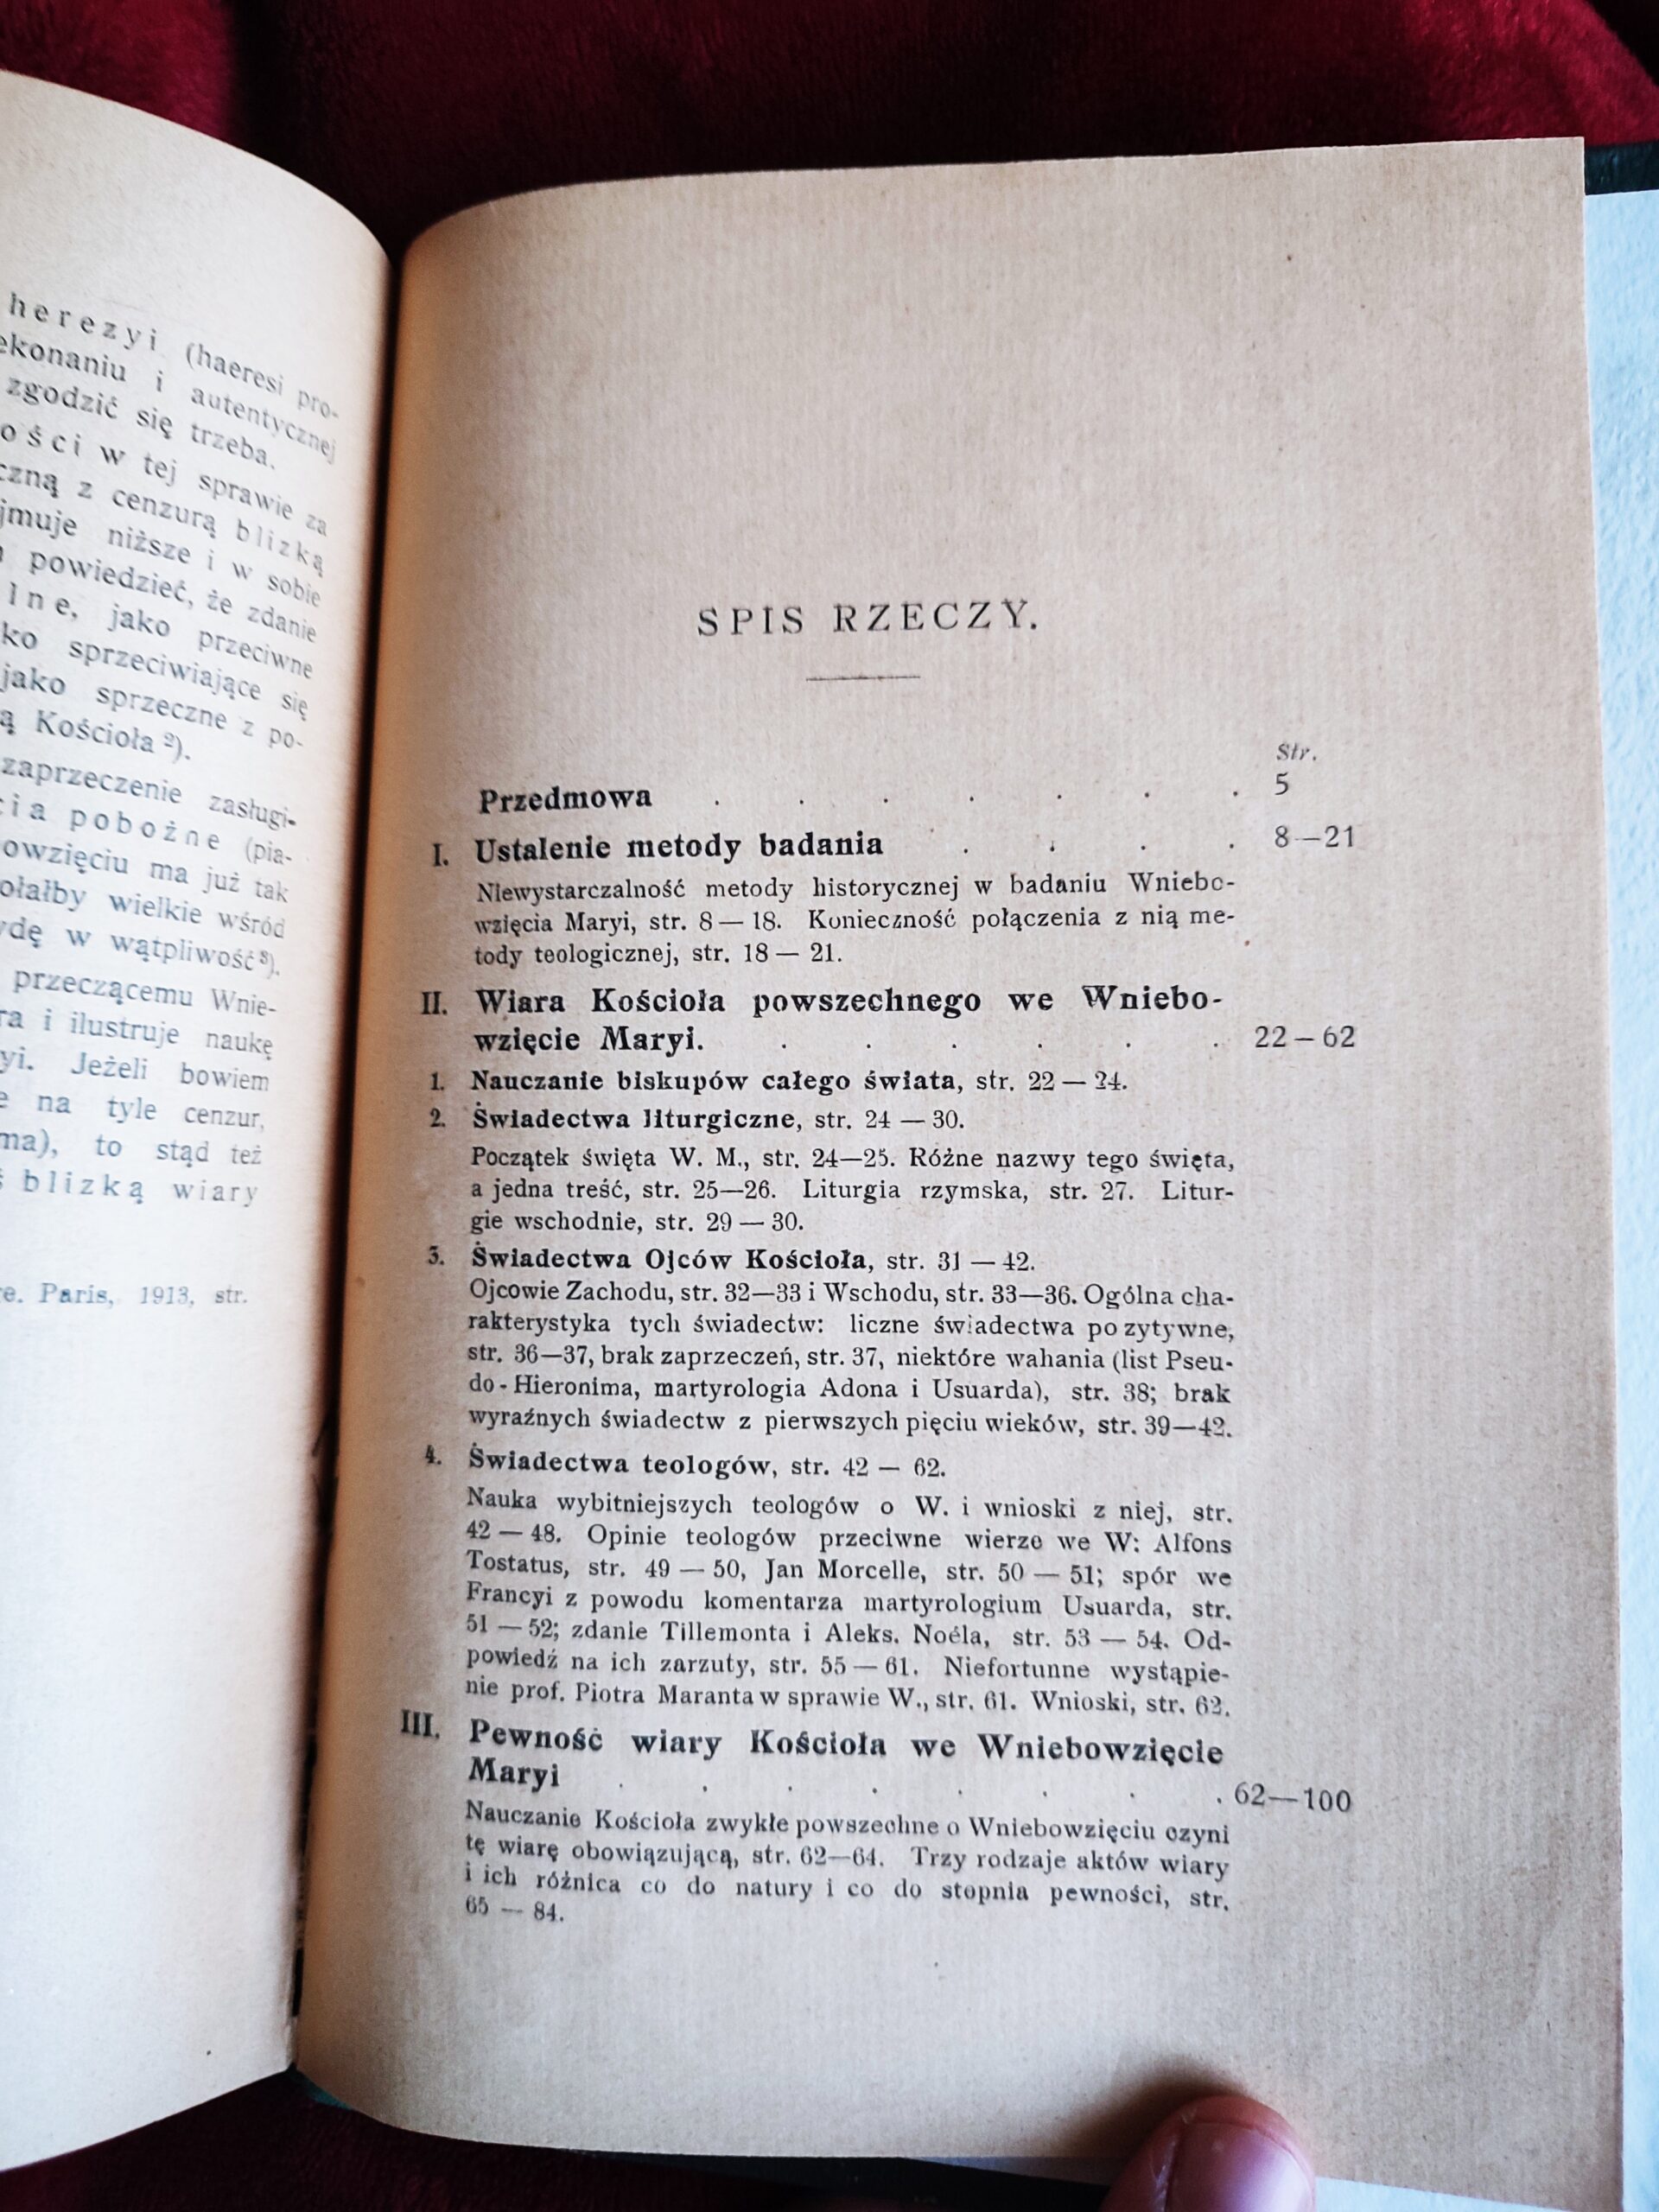 herezyi (haeresi pro-
i autentycznej
zgodzić się trzeba.
w tej sprawie za
z cenzurą blizką
niższe i w sobie
powiedzieć, że zdanie
jako przeciwne
sprzeciwiające się
jako sprzeczne z po-
Kościoła ²).
zaprzeczenie zasługi-
pobożne (pia-
ma już tak
wielkie wśród
w wątpliwość ³).
przeczącemu Wnie-
i ilustruje naukę
Jeżeli bowiem
na tyle cenzur,
to stąd też
blizką wiary
Paris, 1913, str.
SPIS RZECZY.
Str.
Przedmowa . . . . . . . 5
I. Ustalenie metody badania . . . . 8—21
Niewystarczalność metody historycznej w badaniu Wniebo-
wzięcia Maryi, str. 8 — 18. Konieczność połączenia z nią me-
tody teologicznej, str. 18 — 21.
II. Wiara Kościoła powszechnego we Wniebo-
wzięcie Maryi. . . . . . . 22 — 62
1. Nauczanie biskupów całego świata, str. 22 — 24.
2. Świadectwa liturgiczne, str. 24 — 30.
Początek święta W. M., str. 24—25. Różne nazwy tego święta,
a jedna treść, str. 25—26. Liturgia rzymska, str. 27. Litur-
gie wschodnie, str. 29 — 30.
3. Świadectwa Ojców Kościoła, str. 31 — 42.
Ojcowie Zachodu, str. 32—33 i Wschodu, str. 33—36. Ogólna cha-
rakterystyka tych świadectw: liczne świadectwa pozytywne,
str. 36—37, brak zaprzeczeń, str. 37, niektóre wahania (list Pseu-
do - Hieronima, martyrologia Adona i Usuarda), str. 38; brak
wyraźnych świadectw z pierwszych pięciu wieków, str. 39—42.
4. Świadectwa teologów, str. 42 — 62.
Nauka wybitniejszych teologów o W. i wnioski z niej, str.
42 — 48. Opinie teologów przeciwne wierze we W: Alfons
Tostatus, str. 49 — 50, Jan Morcelle, str. 50 — 51; spór we
Francyi z powodu komentarza martyrologium Usuarda, str.
51 — 52; zdanie Tillemonta i Aleks. Noéla, str. 53 — 54. Od-
powiedź na ich zarzuty, str. 55 — 61. Niefortunne wystąpie-
nie prof. Piotra Maranta w sprawie W., str. 61. Wnioski, str. 62.
III. Pewność wiary Kościoła we Wniebowzięcie
Maryi . . . . . . . . 62—100
Nauczanie Kościoła zwykłe powszechne o Wniebowzięciu czyni
tę wiarę obowiązującą, str. 62—64. Trzy rodzaje aktów wiary
i ich różnica co do natury i co do stopnia pewności, str.
65 — 84.